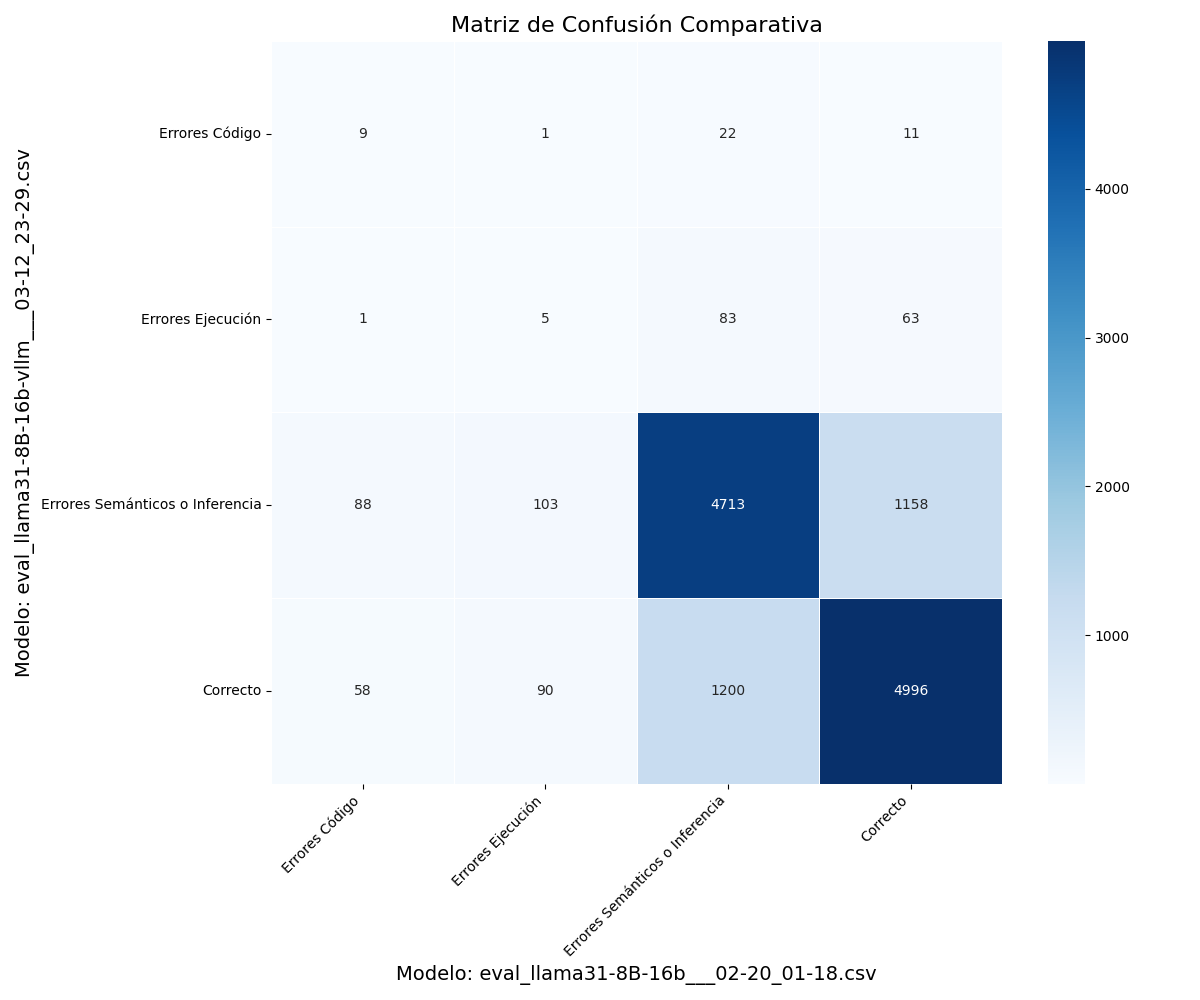 Matriz de Confusión Comparativa
Modelo: eval_llama31-8B-16b-vllm___03-12_23-29.csv
Errores Código 9 1 22 11
Errores Ejecución 1 5 83 63
Errores Semánticos o Inferencia 88 103 4713 1158
Correcto 58 90 1200 4996
Errores Código Errores Ejecución Errores Semánticos o Inferencia Correcto
Modelo: eval_llama31-8B-16b___02-20_01-18.csv
4000
3000
2000
1000